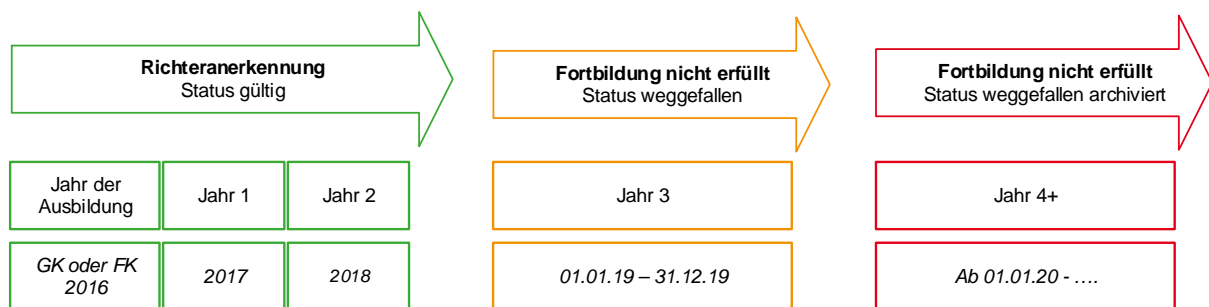 Richteranerkennung
Status gültig
Fortbildung nicht erfüllt
Status weggefallen
Fortbildung nicht erfüllt
Status weggefallen archiviert
Jahr der
Ausbildung
Jahr 1
Jahr 2
Jahr 3
Jahr 4+
GK oder FK
2016
2017
2018
01.01.19 – 31.12.19
Ab 01.01.20 - ….